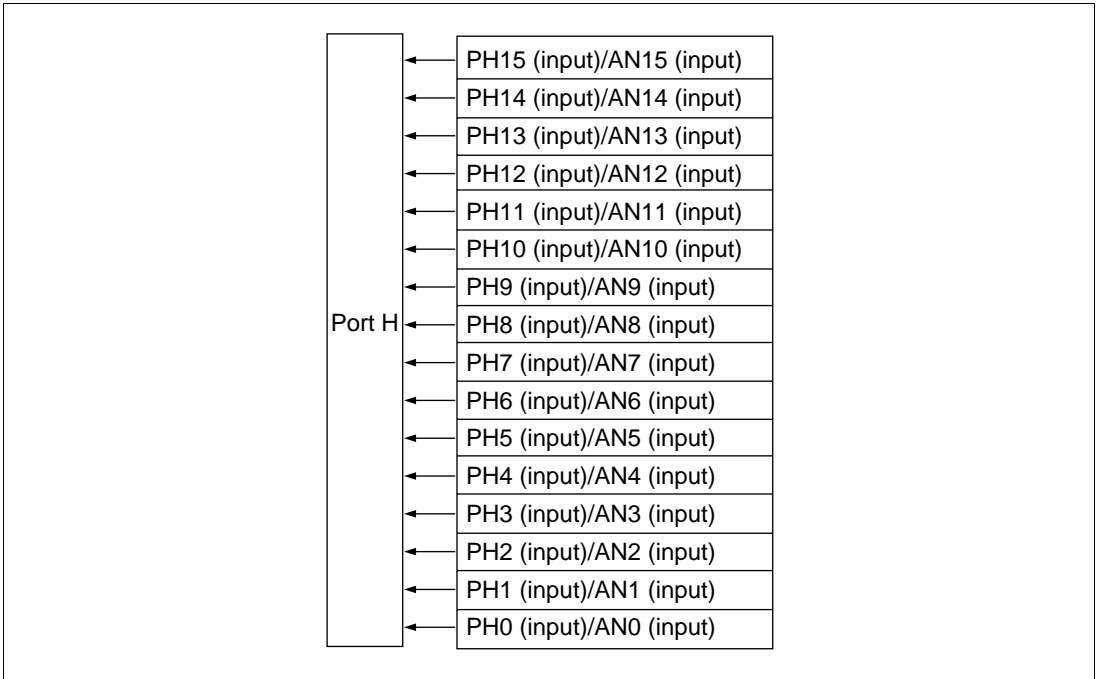 PH15 (input)/AN15 (input)
PH14 (input)/AN14 (input)
PH13 (input)/AN13 (input)
PH12 (input)/AN12 (input)
PH11 (input)/AN11 (input)
PH10 (input)/AN10 (input)
PH9 (input)/AN9 (input)
Port H
PH8 (input)/AN8 (input)
PH7 (input)/AN7 (input)
PH6 (input)/AN6 (input)
PH5 (input)/AN5 (input)
PH4 (input)/AN4 (input)
PH3 (input)/AN3 (input)
PH2 (input)/AN2 (input)
PH1 (input)/AN1 (input)
PH0 (input)/AN0 (input)